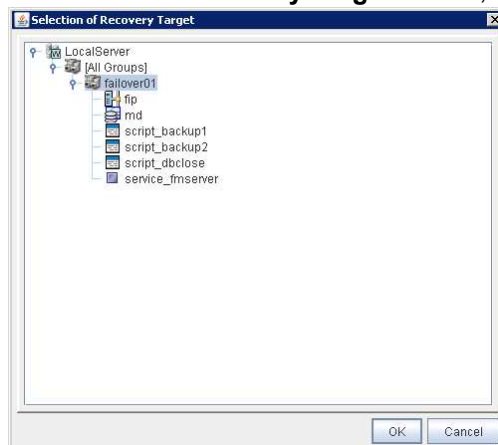 Selection of Recovery Target
LocalServer
[All Groups]
failover01
fip
md
script_backup1
script_backup2
script_dbclose
service_fmserver
OK Cancel